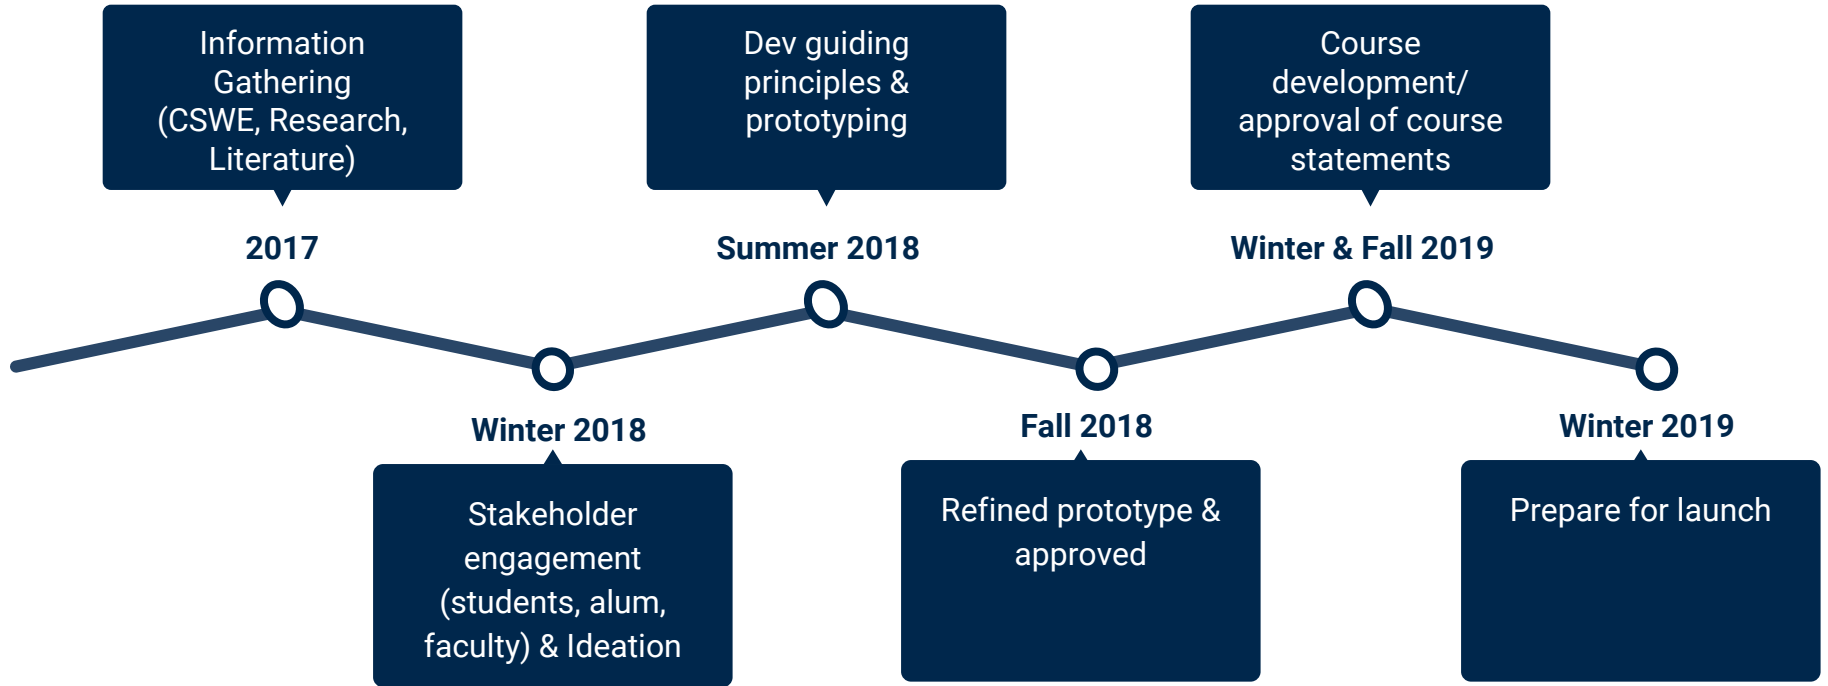 Information
Gathering
(CSWE, Research,
Literature)
2017
Winter 2018
Stakeholder
engagement
(students, alum,
faculty) & Ideation
Dev guiding
principles &
prototyping
Summer 2018
Fall 2018
Refined prototype &
approved
Course
development/
approval of course
statements
Winter & Fall 2019
Winter 2019
Prepare for launch